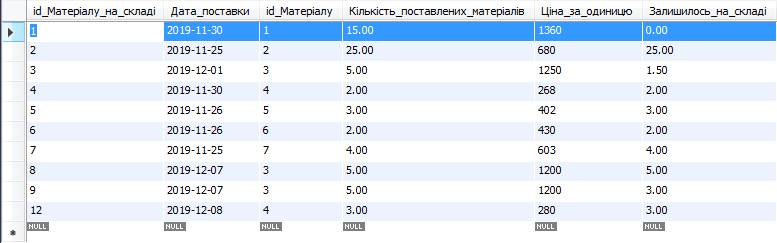 id_Матеріалу_на_складі Дата_поставки id_Матеріалу Кількість_поставлених_матеріалів Ціна_за_одиницю Залишилось_на_складі
1 2019-11-30 1 15.00 1360 0.00
2 2019-11-25 2 25.00 680 25.00
3 2019-12-01 3 5.00 1250 1.50
4 2019-11-30 4 2.00 268 2.00
5 2019-11-26 5 3.00 402 3.00
6 2019-11-26 6 2.00 430 2.00
7 2019-11-25 7 4.00 603 4.00
8 2019-12-07 3 5.00 1200 5.00
9 2019-12-07 3 5.00 1200 3.00
12 2019-12-08 4 3.00 280 3.00
NULL NULL NULL NULL NULL NULL